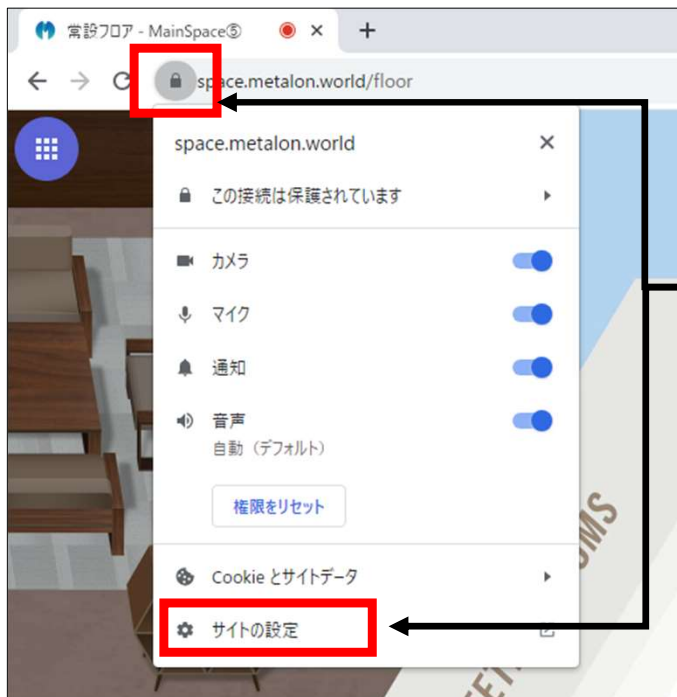 常設フロア - MainSpace⑤
space.metalon.world/floor
space.metalon.world
この接続は保護されています
カメラ
マイク
通知
音声
自動（デフォルト）
権限をリセット
Cookie とサイトデータ
サイトの設定